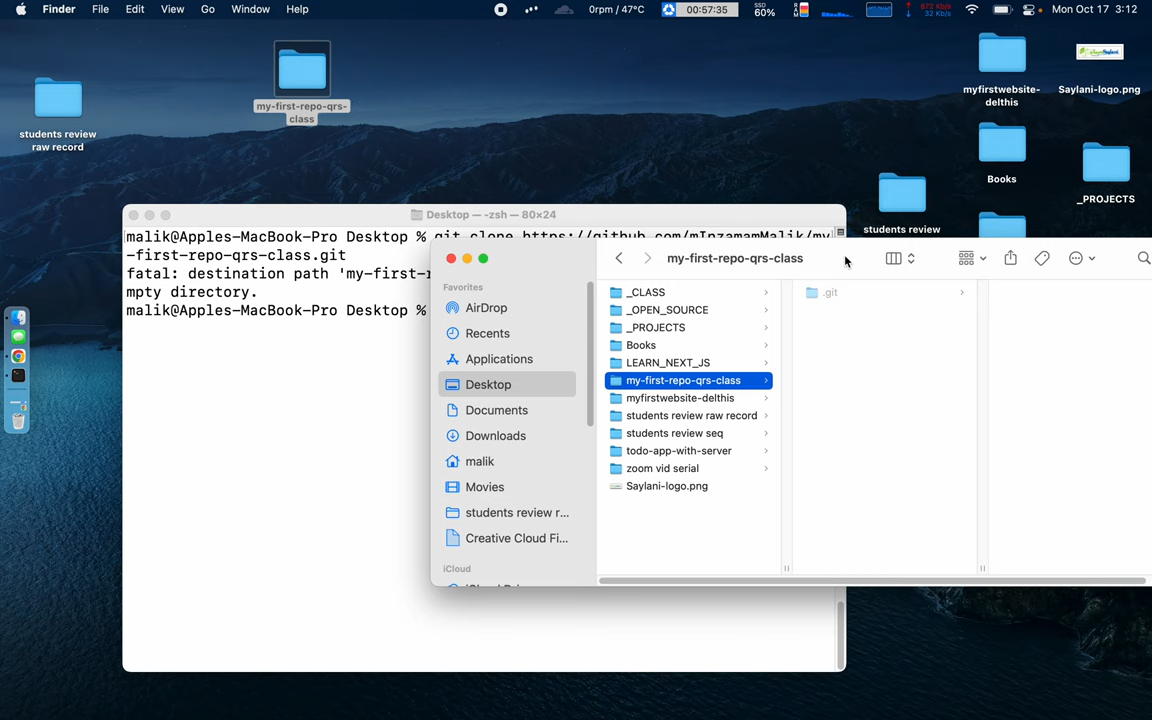 Finder File Edit View Go Window Help
0rpm / 47°C
00:57:35
SSD
60%
672 Kb/s
32 Kb/s
Mon Oct 17 3:12
students review
raw record
my-first-repo-qrs-
class
myfirstwebsite-
delthis
Saylani-logo.png
Books
_PROJECTS
students review
Desktop — -zsh — 80×24
malik@Apples-MacBook-Pro Desktop % git clone https://github.com/mInzamamMalik/my
-first-repo-qrs-class.git
fatal: destination path 'my-first-
mpty directory.
malik@Apples-MacBook-Pro Desktop %
my-first-repo-qrs-class
Favorites
AirDrop
Recents
Applications
Desktop
Documents
Downloads
malik
Movies
students review r...
Creative Cloud Fi...
iCloud
_CLASS
_OPEN_SOURCE
_PROJECTS
Books
LEARN_NEXT_JS
my-first-repo-qrs-class
myfirstwebsite-delthis
students review raw record
students review seq
todo-app-with-server
zoom vid serial
Saylani-logo.png
.git